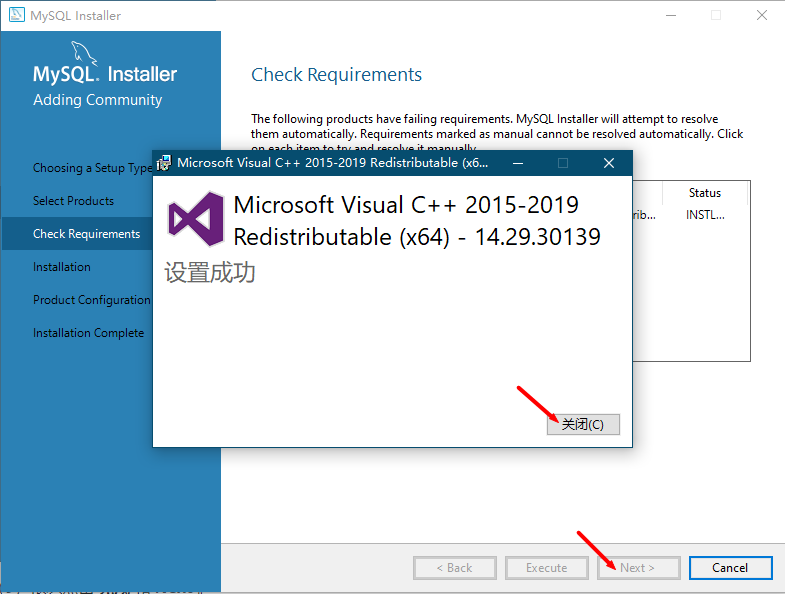 MySQL Installer
MySQL. Installer
Adding Community
Choosing a Setup Type
Select Products
Check Requirements
Installation
Product Configuration
Installation Complete
Check Requirements
The following products have failing requirements. MySQL Installer will attempt to resolve
them automatically. Requirements marked as manual cannot be resolved automatically. Click
on each item to try and resolve it manually.
Status
INSTL...
Microsoft Visual C++ 2015-2019 Redistributable (x6...
Microsoft Visual C++ 2015-2019
Redistributable (x64) - 14.29.30139
设置成功
关闭(C)
< Back
Execute
Next >
Cancel